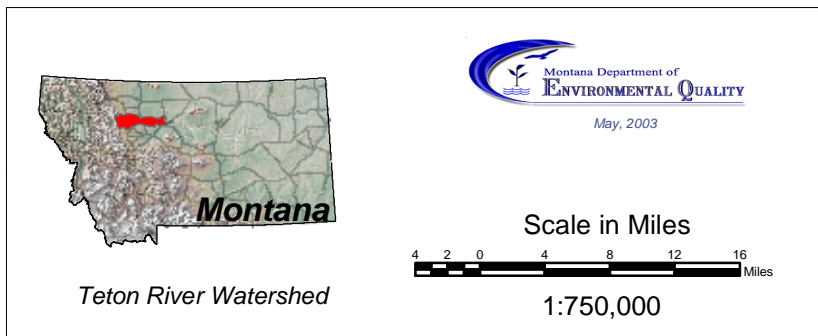 Montana
Teton River Watershed
Montana Department of
ENVIRONMENTAL QUALITY
May, 2003
Scale in Miles
4 2 0 4 8 12 16
Miles
1:750,000